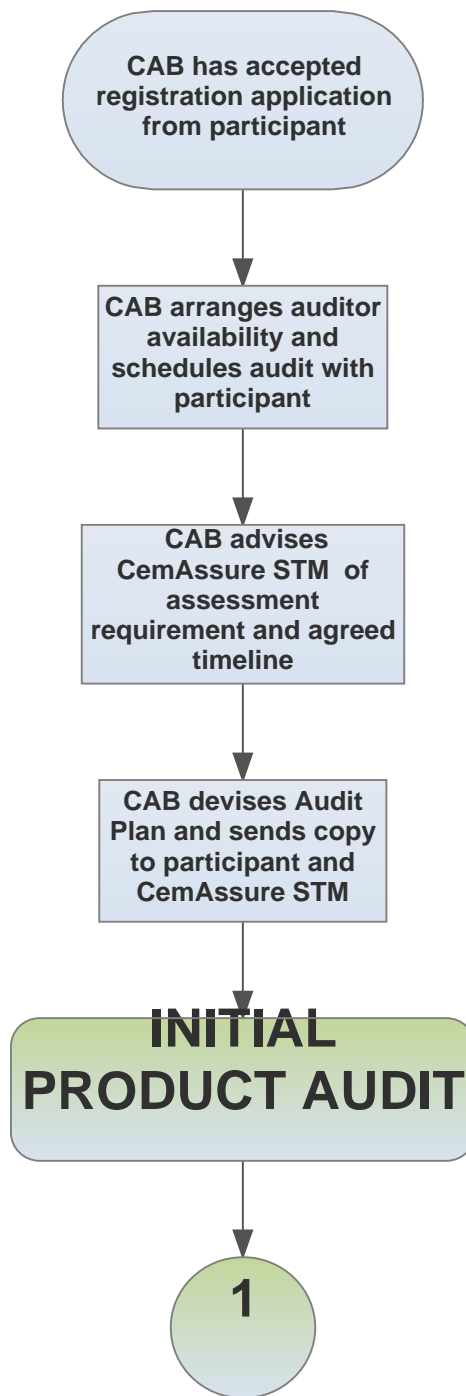 CAB has accepted
registration application
from participant
CAB arranges auditor
availability and
schedules audit with
participant
CAB advises
CemAssure STM of
assessment
requirement and agreed
timeline
CAB devises Audit
Plan and sends copy
to participant and
CemAssure STM
INITIAL
PRODUCT AUDIT
1